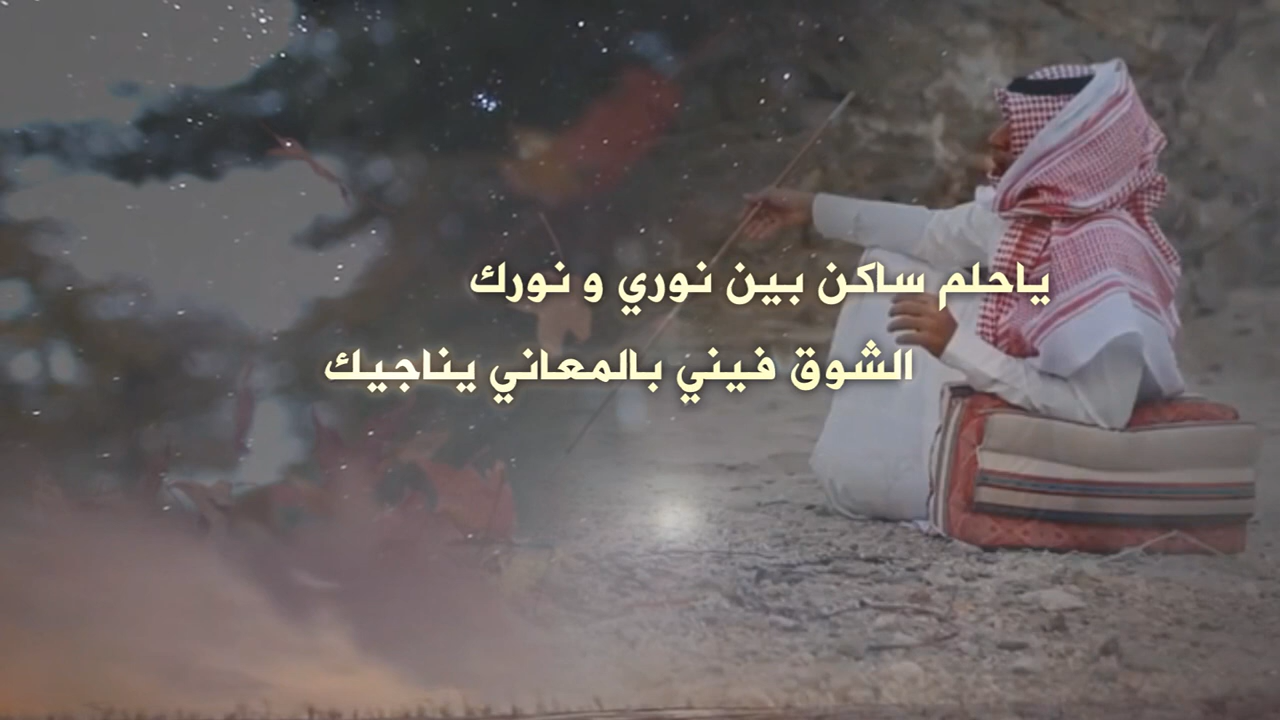 ياحلم ساكن بين نوري و نورك
الشوق فيني بالمعاني يناجيك